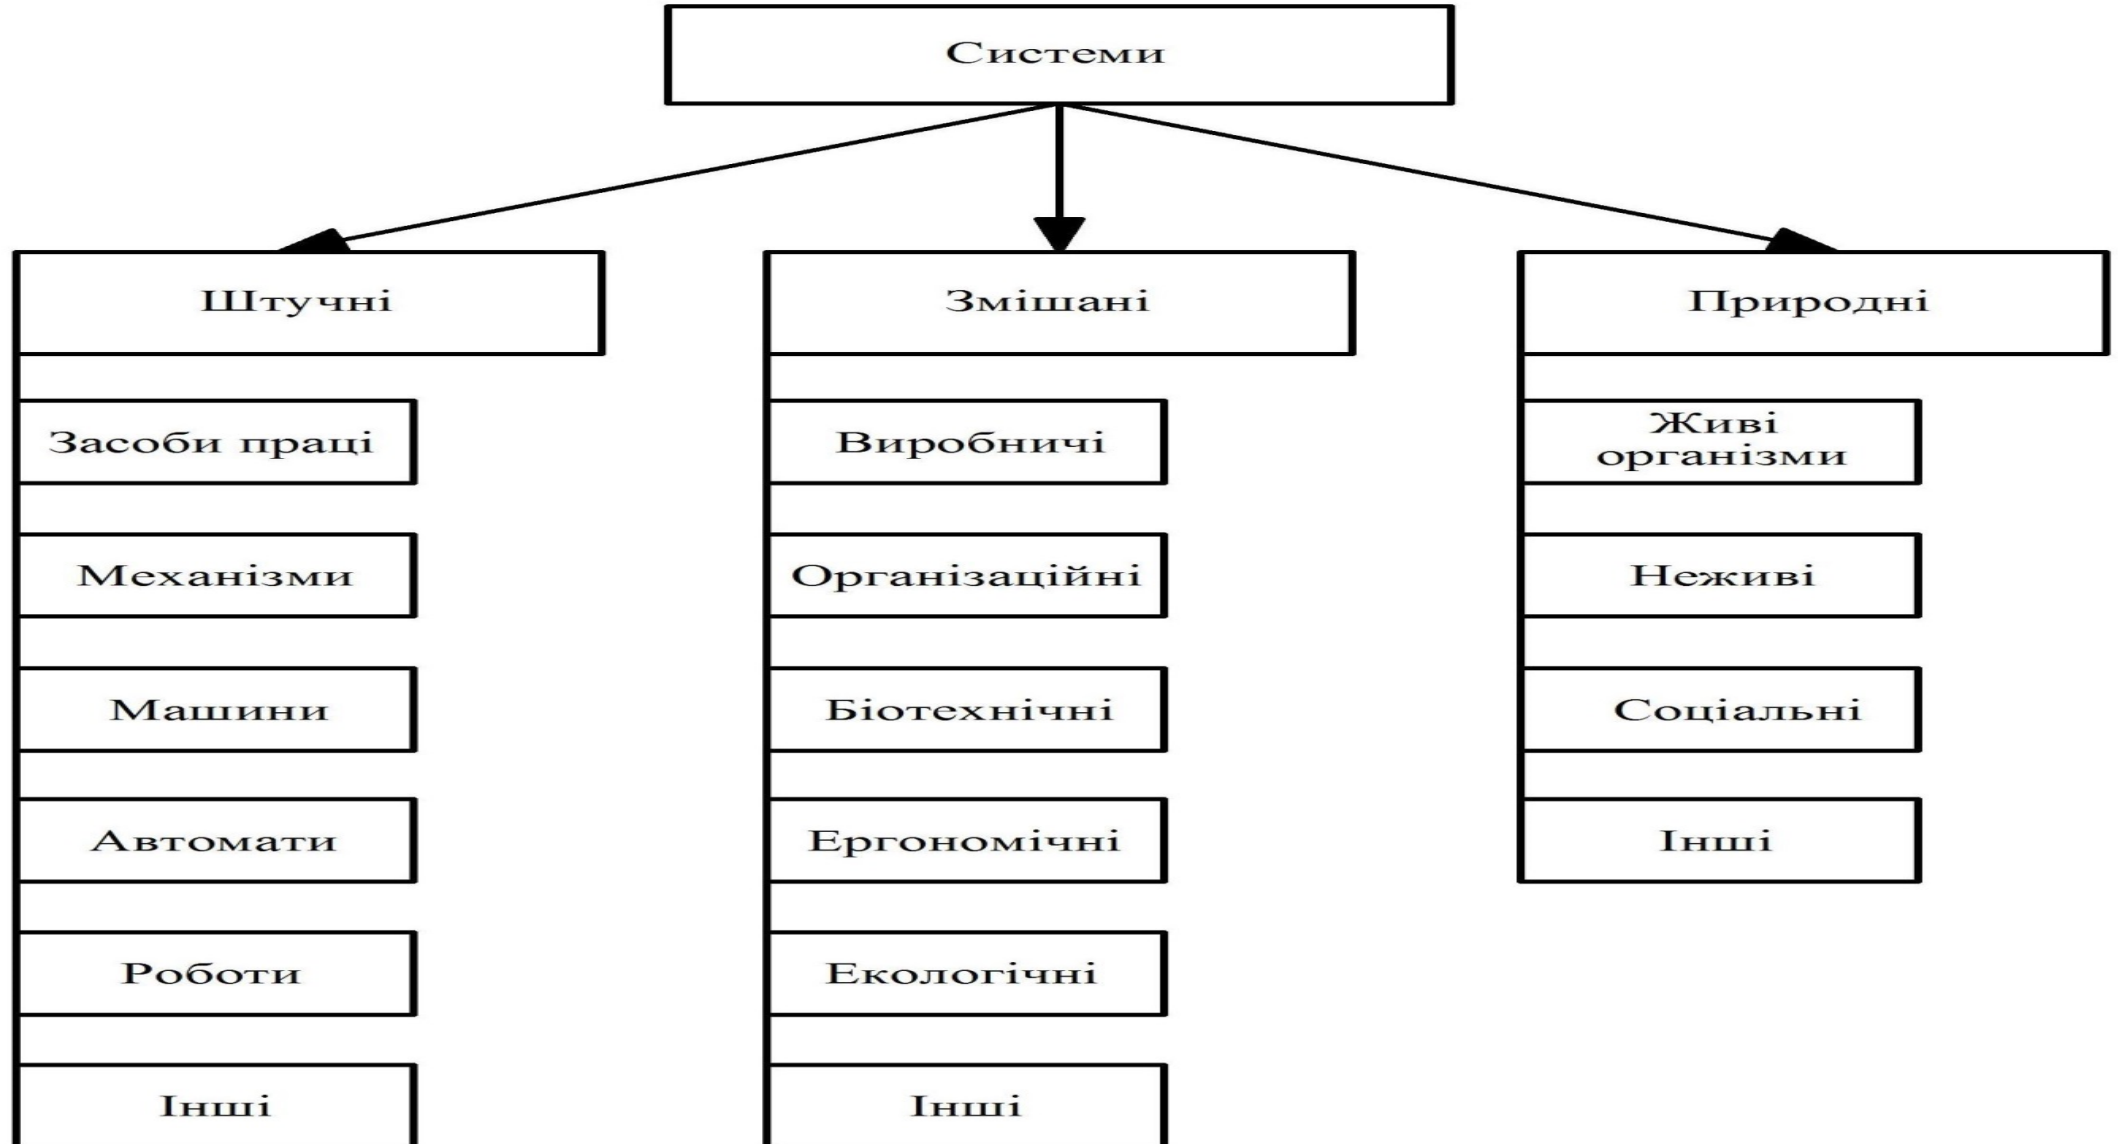 Системи
Штучні
Змішані
Природні
Засоби праці
Виробничі
Живі
організми
Механізми
Організаційні
Неживі
Машини
Біотехнічні
Соціальні
Автомати
Ергономічні
Інші
Роботи
Екологічні
Інші
Інші